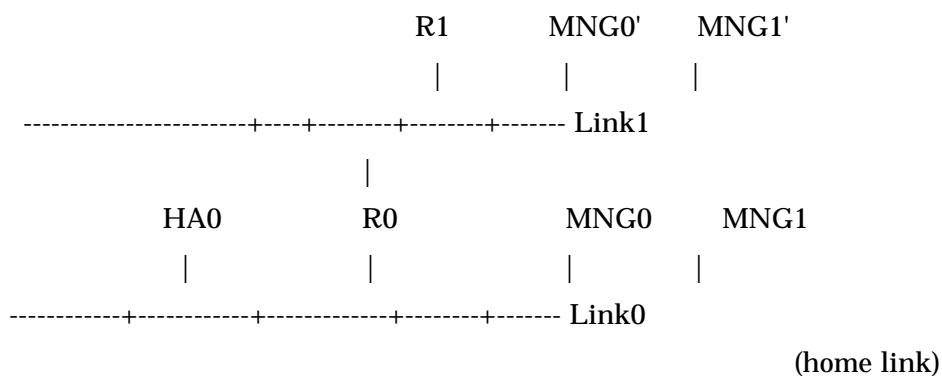 R1 MNG0' MNG1'
| | |
------------------------+----+---------+--------+------- Link1
|
HA0 R0 MNG0 MNG1
| | | |
------------+------------+-------------+--------+------- Link0
(home link)